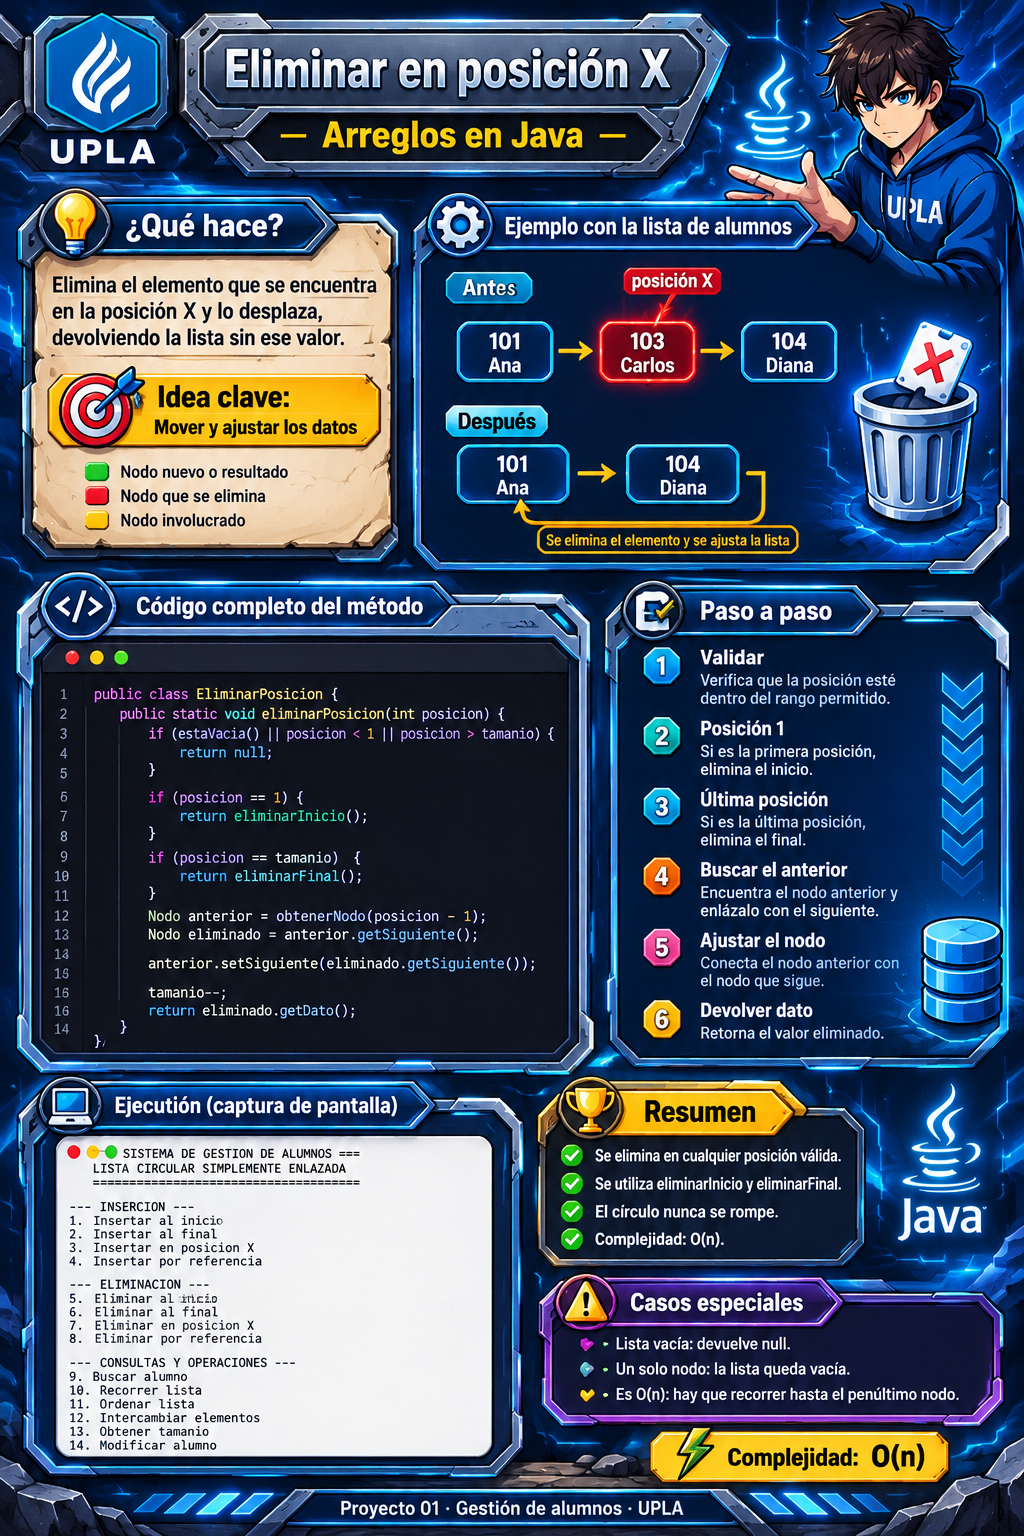 UPLA
Eliminar en posición X
— Arreglos en Java —
UPLA
¿Qué hace?
Elimina el elemento que se encuentra
en la posición X y lo desplaza,
devolviendo la lista sin ese valor.
Idea clave:
Mover y ajustar los datos
Nodo nuevo o resultado
Nodo que se elimina
Nodo involucrado
Ejemplo con la lista de alumnos
Antes
posición X
101
Ana
103
Carlos
104
Diana
Después
101
Ana
104
Diana
Se elimina el elemento y se ajusta la lista
</> Código completo del método
1 public class EliminarPosicion {
2 public static void eliminarPosicion(int posicion) {
3 if (estaVacia() || posicion < 1 || posicion > tamanio) {
4 return null;
5 }
6 if (posicion == 1) {
7 return eliminarInicio();
8 }
9 if (posicion == tamanio) {
10 return eliminarFinal();
11 }
12 Nodo anterior = obtenerNodo(posicion - 1);
13 Nodo eliminado = anterior.getSiguiente();
14
anterior.setSiguiente(eliminado.getSiguiente());
16
16 tamanio--;
16 return eliminado.getDato();
14 }
}
Paso a paso
1 Validar
Verifica que la posición esté
dentro del rango permitido.
2 Posición 1
Si es la primera posición,
elimina el inicio.
3 Última posición
Si es la última posición,
elimina el final.
4 Buscar el anterior
Encuentra el nodo anterior y
enlázalo con el siguiente.
5 Ajustar el nodo
Conecta el nodo anterior con
el nodo que sigue.
6 Devolver dato
Retorna el valor eliminado.
Ejecutión (captura de pantalla)
SISTEMA DE GESTION DE ALUMNOS ===
LISTA CIRCULAR SIMPLEMENTE ENLAZADA
====================================
--- INSERCION ---
1. Insertar al inicio
2. Insertar al final
3. Insertar en posicion X
4. Insertar por referencia
--- ELIMINACION ---
5. Eliminar al
6. Eliminar al final
7. Eliminar en posicion X
8. Eliminar por referencia
--- CONSULTAS Y OPERACIONES ---
9. Buscar alumno
10. Recorrer lista
11. Ordenar lista
12. Intercambiar elementos
13. Obtener tamanio
14. Modificar alumno
Resumen
Se elimina en cualquier posición válida.
Se utiliza eliminarInicio y eliminarFinal.
El círculo nunca se rompe.
Complejidad: O(n).
Java
Casos especiales
Lista vacía: devuelve null.
Un solo nodo: la lista queda vacía.
Es O(n): hay que recorrer hasta el penúltimo nodo.
Complejidad: O(n)
Proyecto 01 · Gestión de alumnos · UPLA